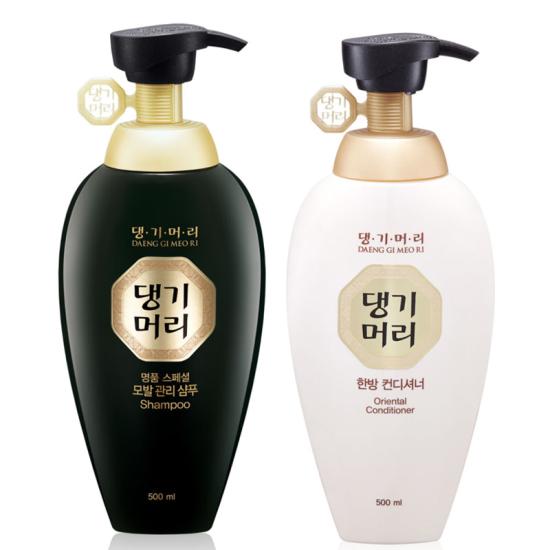 댕기
머리
댕·기·머·리
DAENG GI MEO RI
댕기
머리
명품 스페셜
모발 관리 샴푸
Shampoo
500 ml
댕기
머리
댕·기·머·리
DAENG GI MEO RI
댕기
머리
한방 컨디셔너
Oriental
Conditioner
500 ml